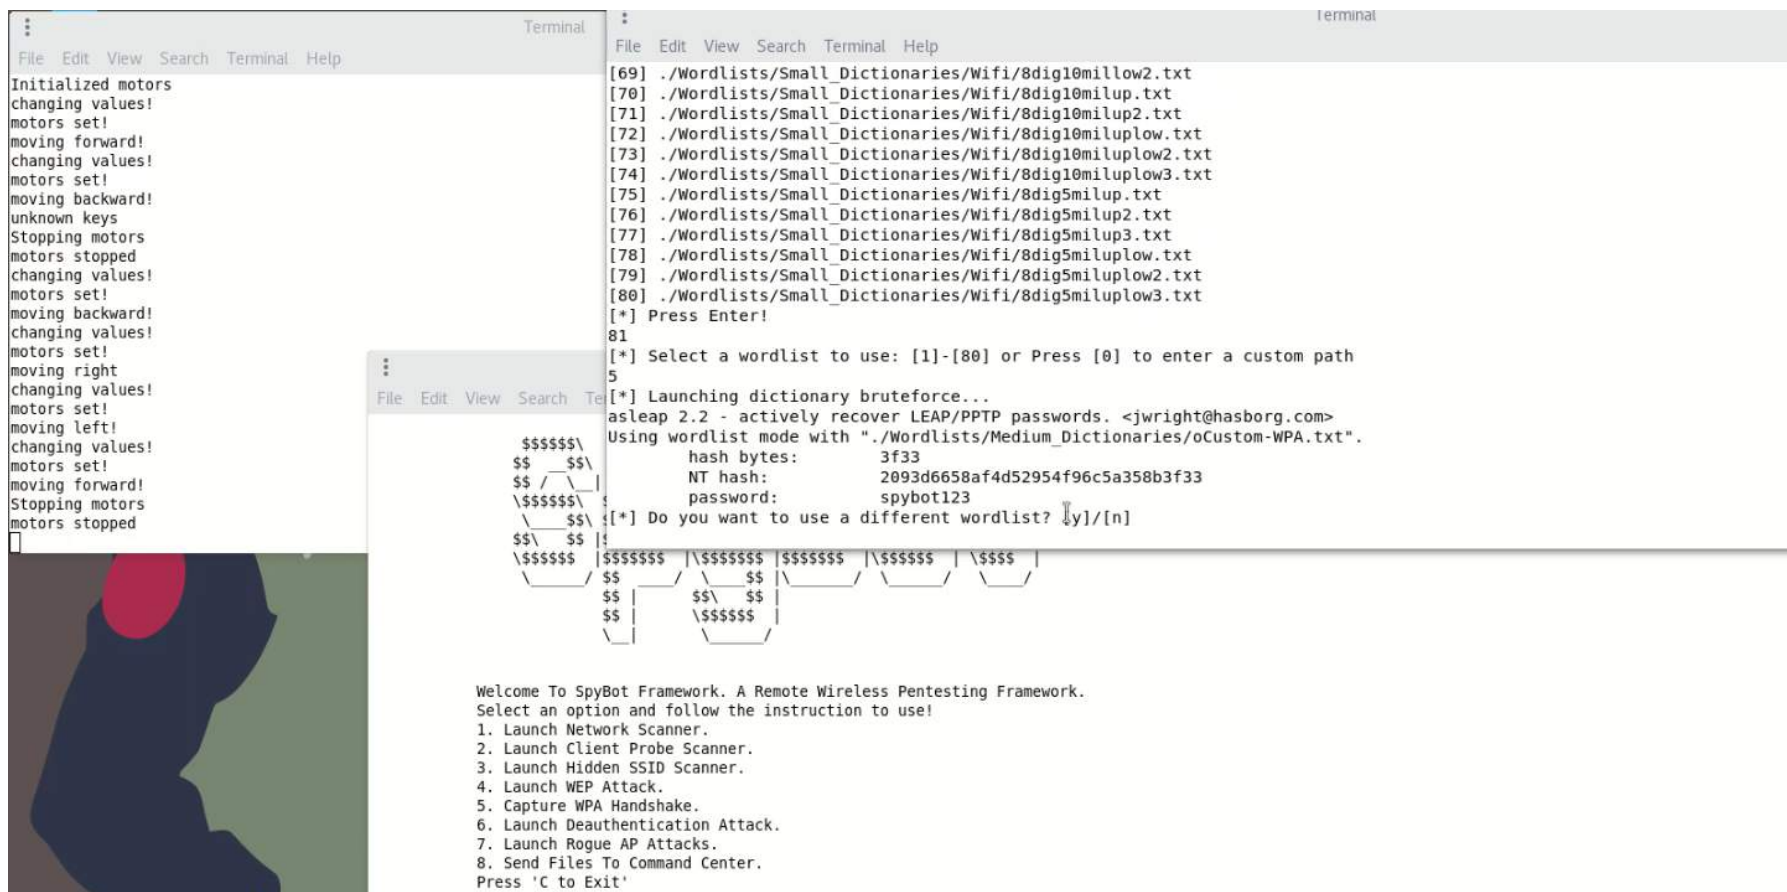 Terminal
File Edit View Search Terminal Help
Initialized motors
changing values!
motors set!
moving forward!
changing values!
motors set!
moving backward!
unknown keys
Stopping motors
motors stopped
changing values!
motors set!
moving backward!
changing values!
motors set!
moving right
changing values!
motors set!
moving left!
changing values!
motors set!
moving forward!
Stopping motors
motors stopped
Terminal
File Edit View Search Terminal Help
[69] ./Wordlists/Small_Dictionaries/Wifi/8dig10millow2.txt
[70] ./Wordlists/Small_Dictionaries/Wifi/8dig10milup.txt
[71] ./Wordlists/Small_Dictionaries/Wifi/8dig10milup2.txt
[72] ./Wordlists/Small_Dictionaries/Wifi/8dig10miluplow.txt
[73] ./Wordlists/Small_Dictionaries/Wifi/8dig10miluplow2.txt
[74] ./Wordlists/Small_Dictionaries/Wifi/8dig10miluplow3.txt
[75] ./Wordlists/Small_Dictionaries/Wifi/8dig5milup.txt
[76] ./Wordlists/Small_Dictionaries/Wifi/8dig5milup2.txt
[77] ./Wordlists/Small_Dictionaries/Wifi/8dig5milup3.txt
[78] ./Wordlists/Small_Dictionaries/Wifi/8dig5miluplow.txt
[79] ./Wordlists/Small_Dictionaries/Wifi/8dig5miluplow2.txt
[80] ./Wordlists/Small_Dictionaries/Wifi/8dig5miluplow3.txt
[*] Press Enter!
81
[*] Select a wordlist to use: [1]-[80] or Press [0] to enter a custom path
5
[*] Launching dictionary bruteforce...
asleap 2.2 - actively recover LEAP/PPTP passwords. <jwright@hasborg.com>
Using wordlist mode with "./Wordlists/Medium_Dictionaries/oCustom-WPA.txt".
hash bytes: 3f33
NT hash: 2093d6658af4d52954f96c5a358b3f33
password: spybot123
[*] Do you want to use a different wordlist? [y]/[n]
File Edit View Search
Welcome To SpyBot Framework. A Remote Wireless Pentesting Framework.
Select an option and follow the instruction to use!
1. Launch Network Scanner.
2. Launch Client Probe Scanner.
3. Launch Hidden SSID Scanner.
4. Launch WEP Attack.
5. Capture WPA Handshake.
6. Launch Deauthentication Attack.
7. Launch Rogue AP Attacks.
8. Send Files To Command Center.
Press 'C to Exit'